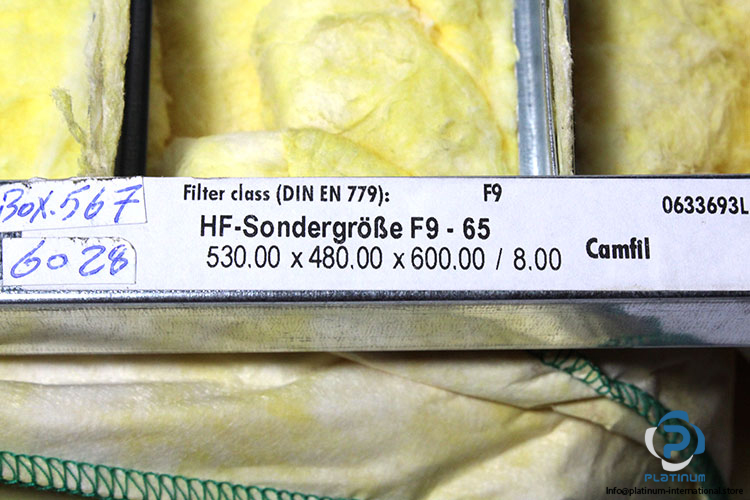 BOX.567
6028
Filter class (DIN EN 779): F9
0633693L
HF-Sondergröße F9 - 65
530.00 x 480.00 x 600.00 / 8.00
Camfil
PLATINUM
Info@platinum-international.store